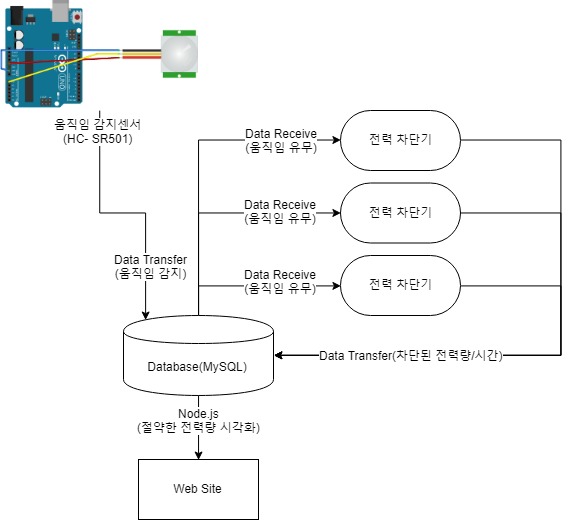 움직임 감지센서
(HC- SR501)
Data Receive
(움직임 유무)
전력 차단기
Data Receive
(움직임 유무)
전력 차단기
Data Transfer
(움직임 감지)
Data Receive
(움직임 유무)
전력 차단기
Database(MySQL)
Data Transfer(차단된 전력량/시간)
Node.js
(절약한 전력량 시각화)
Web Site